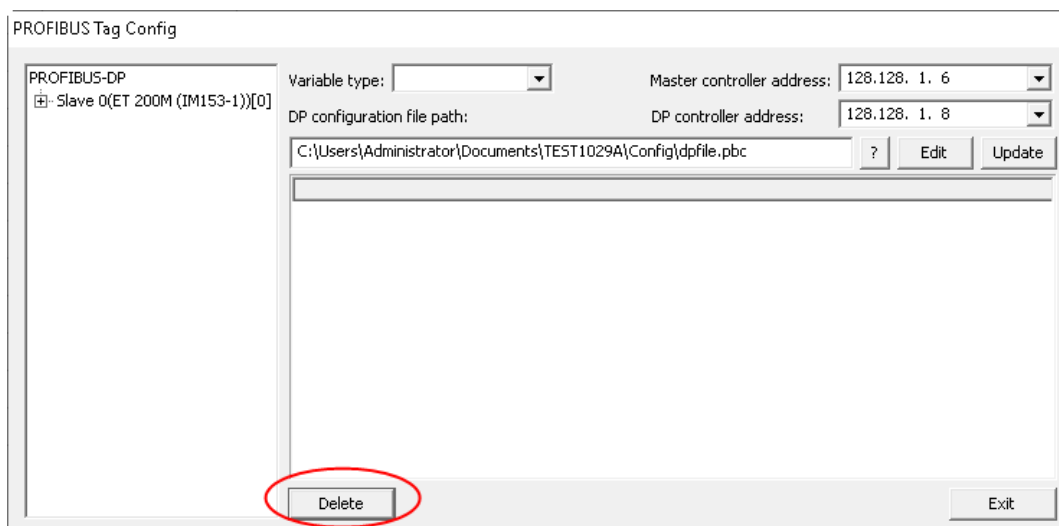 PROFIBUS Tag Config
PROFIBUS-DP
Slave 0(ET 200M (IM153-1))[0]
Variable type:
Master controller address: 128.128. 1. 6
DP configuration file path:
DP controller address: 128.128. 1. 8
C:\Users\Administrator\Documents\TEST1029A\Config\dpfile.pbc ? Edit Update
Delete Exit